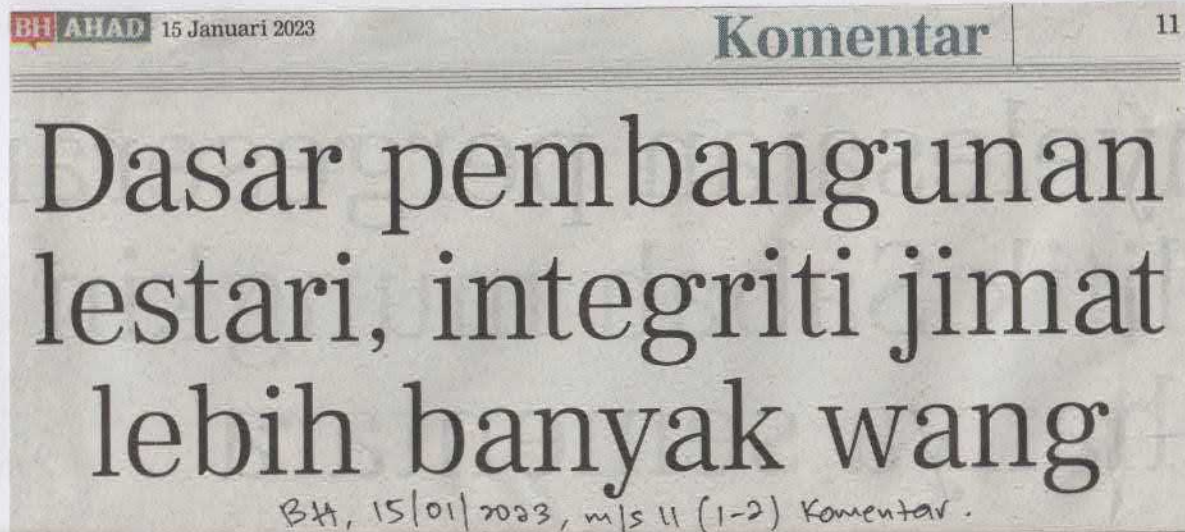 BH AHAD 15 Januari 2023 Komentar 11
Dasar pembangunan
lestari, integriti jimat
lebih banyak wang
BH, 15/01/2023, m/s 11 (1-2) Komentar.